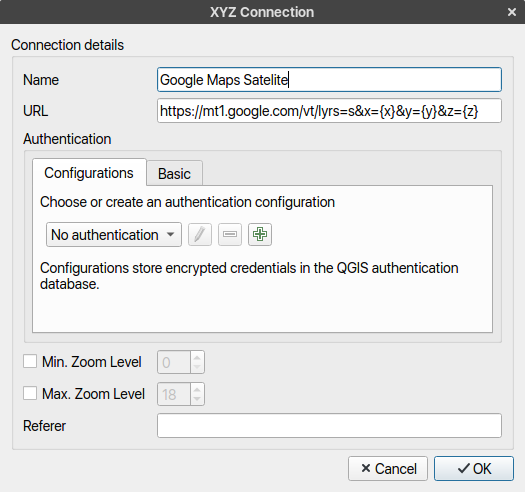 XYZ Connection
Connection details
Name Google Maps Satelite
URL https://mt1.google.com/vt/lyrs=s&x={x}&y={y}&z={z}
Authentication
Configurations Basic
Choose or create an authentication configuration
No authentication
Configurations store encrypted credentials in the QGIS authentication
database.
Min. Zoom Level 0
Max. Zoom Level 18
Referer
Cancel OK